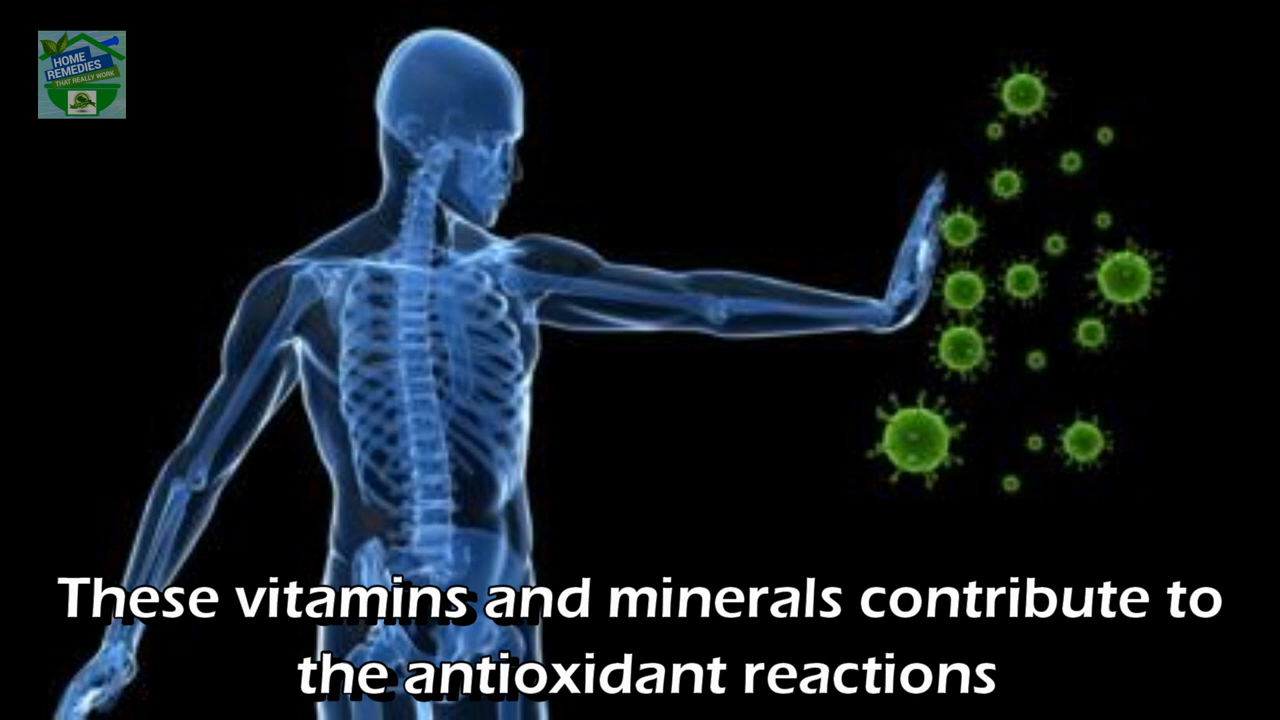 HOME
REMEDIES
THAT REALLY WORK
These vitamins and minerals contribute to
the antioxidant reactions